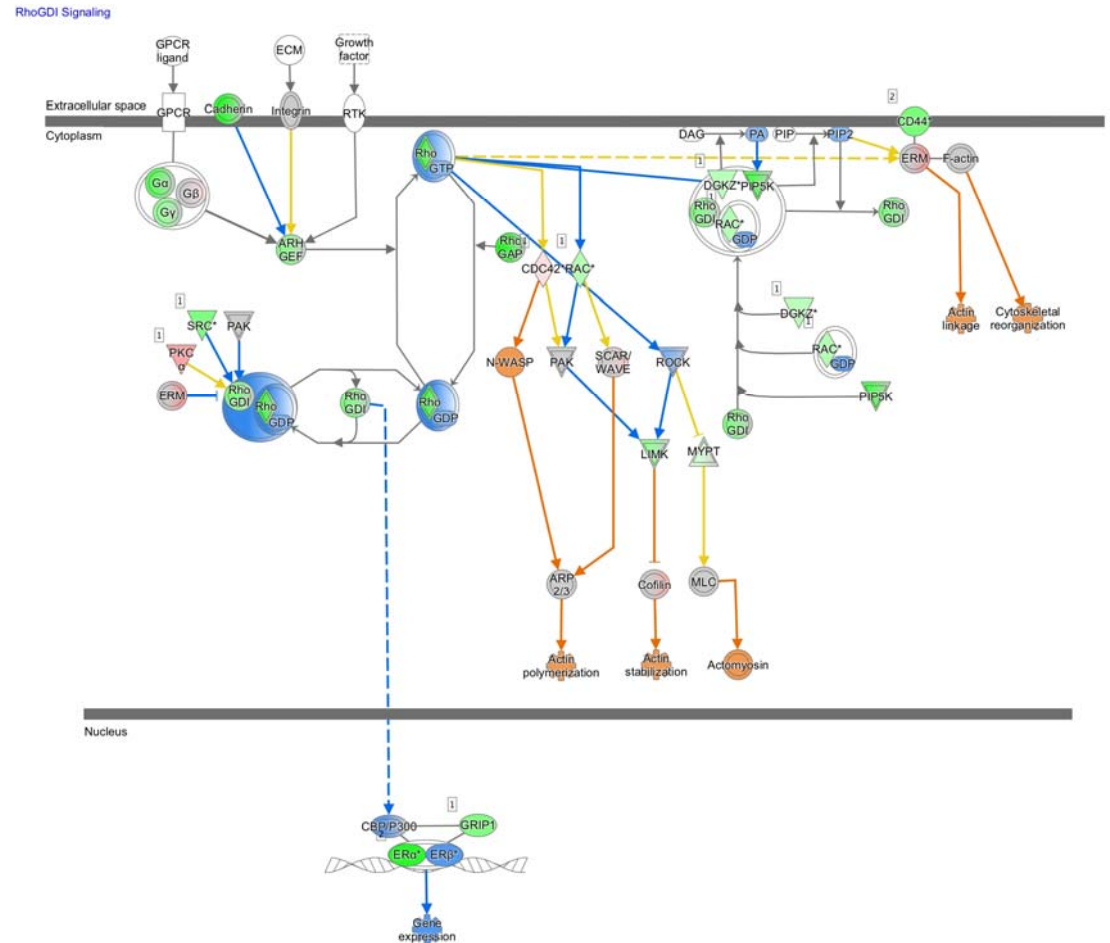 RhoGDI Signaling
GPCR
ligand
ECM
Growth
factor
Extracellular space
Cytoplasm
GPCR
Cadherin
Integrin
RTK
2
CD44*
DAG
PA
PIP
PIP2
ERM
F-actin
Rho
GTP
1
DGKZ*
PIP5K
1
Rho
GDI
RAC*
GDP
Rho
GDI
Gα
Gβ
Gγ
ARH
GEF
Rho
GAP
1
CDC42*
1
RAC*
Actin
linkage
Cytoskeletal
reorganization
1
DGKZ*
1
RAC*
GDP
PIP5K
Rho
GDI
1
SRC*
PAK
1
PKC
α
ERM
Rho
GDI
Rho
GDP
Rho
GDI
Rho
GDP
N-WASP
PAK
SCAR/
WAVE
ROCK
LIMK
MYPT
ARP
2/3
Cofilin
MLC
Actin
polymerization
Actin
stabilization
Actomyosin
Nucleus
CBP/P300
2
1
GRIP1
ERα*
ERβ*
Gene
expression